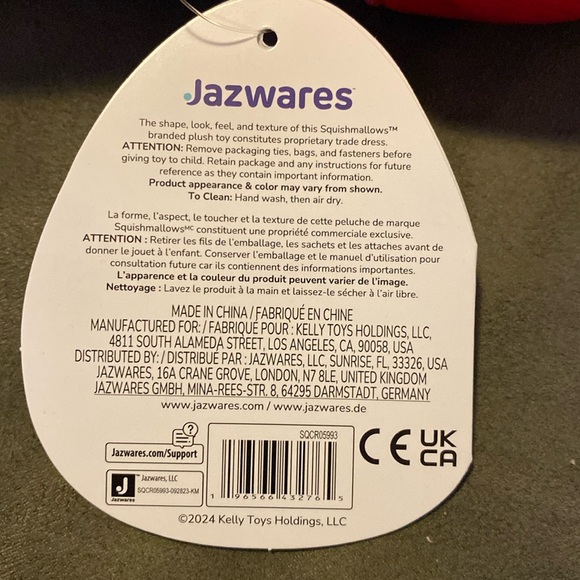 Jazwares™
The shape, look, feel, and texture of this Squishmallows™
branded plush toy constitutes proprietary trade dress.
ATTENTION: Remove packaging ties, bags, and fasteners before
giving toy to child. Retain package and any instructions for future
reference as they contain important information.
Product appearance & color may vary from shown.
To Clean: Hand wash, then air dry.
La forme, l'aspect, le toucher et la texture de cette peluche de marque
Squishmallowsᴹᶜ constituent une propriété commerciale exclusive.
ATTENTION : Retirer les fils de l'emballage, les sachets et les attaches avant de
donner le jouet à l'enfant. Conserver l'emballage et le manuel d'utilisation pour
consultation future car ils contiennent des informations importantes.
L'apparence et la couleur du produit peuvent varier de l'image.
Nettoyage : Lavez le produit à la main et laissez-le sécher à l'air libre.
MADE IN CHINA / FABRIQUÉ EN CHINE
MANUFACTURED FOR: / FABRIQUÉ POUR : KELLY TOYS HOLDINGS, LLC,
4811 SOUTH ALAMEDA STREET, LOS ANGELES, CA, 90058, USA
DISTRIBUTED BY: / DISTRIBUÉ PAR : JAZWARES, LLC, SUNRISE, FL, 33326, USA
JAZWARES, 16A CRANE GROVE, LONDON, N7 8LE, UNITED KINGDOM
JAZWARES GMBH, MINA-REES-STR. 8, 64295 DARMSTADT, GERMANY
www.jazwares.com / www.jazwares.de
Jazwares.com/Support
J
Jazwares
™ Jazwares, LLC
SQCR05993-092823-KM
SQCR05993
1 96566 43276 5
CE UK
CA
©2024 Kelly Toys Holdings, LLC